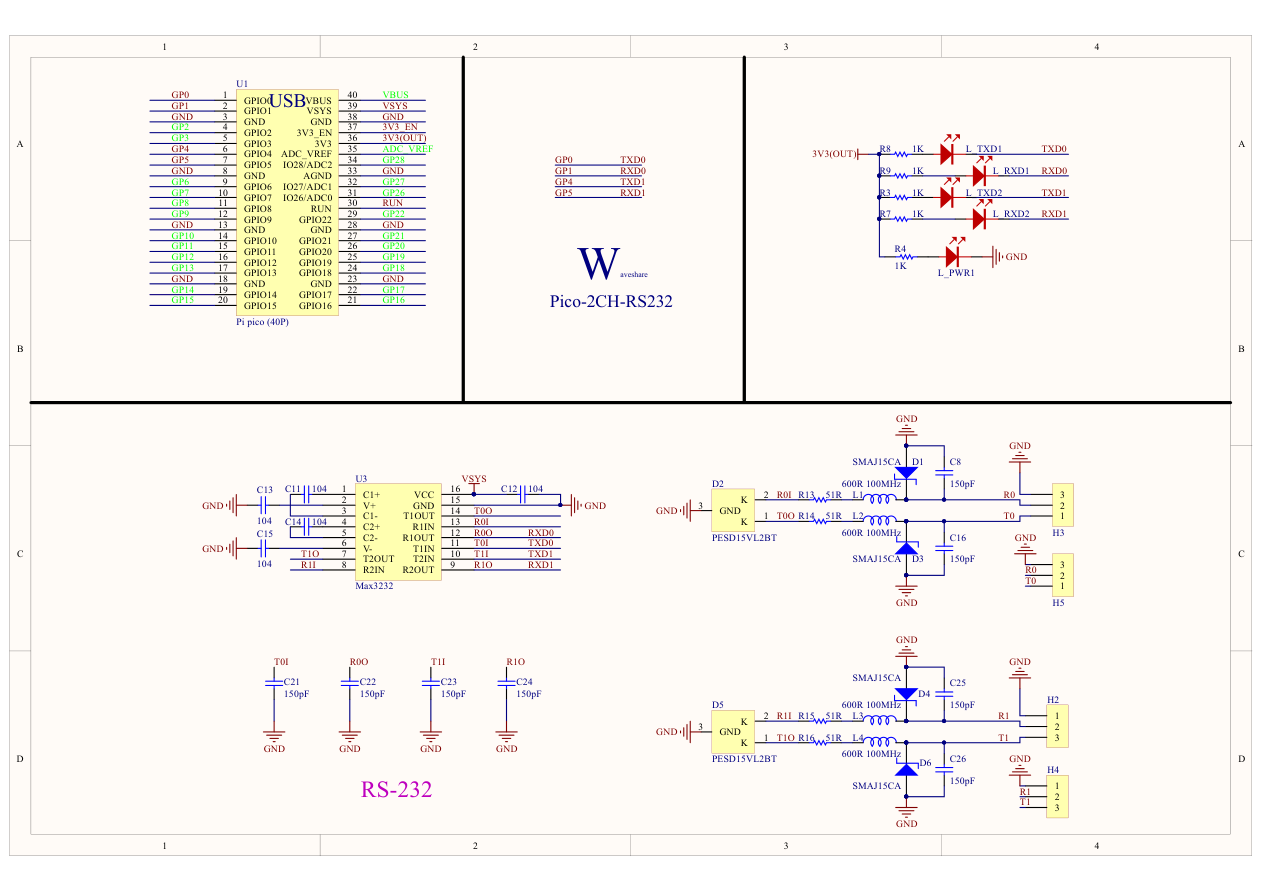 1 2 3 4
A
B
C
D
A
B
C
D
1 2 3 4
U1
USB
GP0 1 GPIO0 VBUS 40 VBUS
GP1 2 GPIO1 VSYS 39 VSYS
GND 3 GND GND 38 GND
GP2 4 GPIO2 3V3_EN 37 3V3_EN
GP3 5 GPIO3 3V3 36 3V3(OUT)
GP4 6 GPIO4 ADC_VREF 35 ADC_VREF
GP5 7 GPIO5 IO28/ADC2 34 GP28
GND 8 GND AGND 33 GND
GP6 9 GPIO6 IO27/ADC1 32 GP27
GP7 10 GPIO7 IO26/ADC0 31 GP26
GP8 11 GPIO8 RUN 30 RUN
GP9 12 GPIO9 GPIO22 29 GP22
GND 13 GND GND 28 GND
GP10 14 GPIO10 GPIO21 27 GP21
GP11 15 GPIO11 GPIO20 26 GP20
GP12 16 GPIO12 GPIO19 25 GP19
GP13 17 GPIO13 GPIO18 24 GP18
GND 18 GND GND 23 GND
GP14 19 GPIO14 GPIO17 22 GP17
GP15 20 GPIO15 GPIO16 21 GP16
Pi pico (40P)
GP0 TXD0
GP1 RXD0
GP4 TXD1
GP5 RXD1
Waveshare
Pico-2CH-RS232
3V3(OUT) R8 1K L_TXD1 TXD0
R9 1K L_RXD1 RXD0
R3 1K L_TXD2 TXD1
R7 1K L_RXD2 RXD1
R4 1K L_PWR1 GND
U3
GND C13 104
C11 104
GND C15 104
C14 104
1 C1+ VCC 16 VSYS C12 104 GND
2 V+ GND 15
3 C1- T1OUT 14 T0O
4 C2+ R1IN 13 R0I
5 C2- R1OUT 12 R0O RXD0
6 V- T1IN 11 T0I TXD0
T1O 7 T2OUT T2IN 10 T1I TXD1
R1I 8 R2IN R2OUT 9 R1O RXD1
Max3232
T0I R0O T1I R1O
C21 C22 C23 C24
150pF 150pF 150pF 150pF
GND GND GND GND
RS-232
GND
GND
SMAJ15CA D1 C8
600R 100MHz 150pF
D2
GND 3 GND K 2 R0I R13 51R L1 R0
K 1 T0O R14 51R L2 T0
PESD15VL2BT
600R 100MHz C16
SMAJ15CA D3 150pF
GND
3
2
1
H3
GND
3
R0 2
T0 1
H5
GND
GND
SMAJ15CA D4 C25
600R 100MHz 150pF
D5
GND 3 GND K 2 R1I R15 51R L3 R1
K 1 T1O R16 51R L4 T1
PESD15VL2BT
600R 100MHz C26
SMAJ15CA D6 150pF
GND
H2
1
2
3
H4
GND
1
R1 2
T1 3